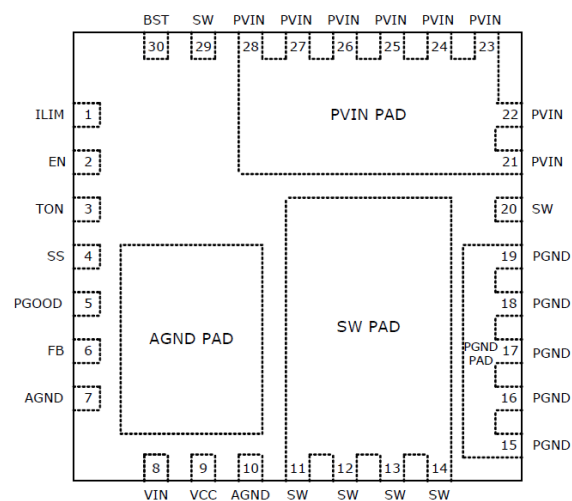 BST SW PVIN PVIN PVIN PVIN PVIN PVIN
30 29 28 27 26 25 24 23
ILIM 1 PVIN PAD 22 PVIN
EN 2 21 PVIN
TON 3 20 SW
SS 4 19 PGND
PGOOD 5 18 PGND
AGND PAD SW PAD
FB 6 PGND PAD 17 PGND
AGND 7 16 PGND
15 PGND
8 9 10 11 12 13 14
VIN VCC AGND SW SW SW SW